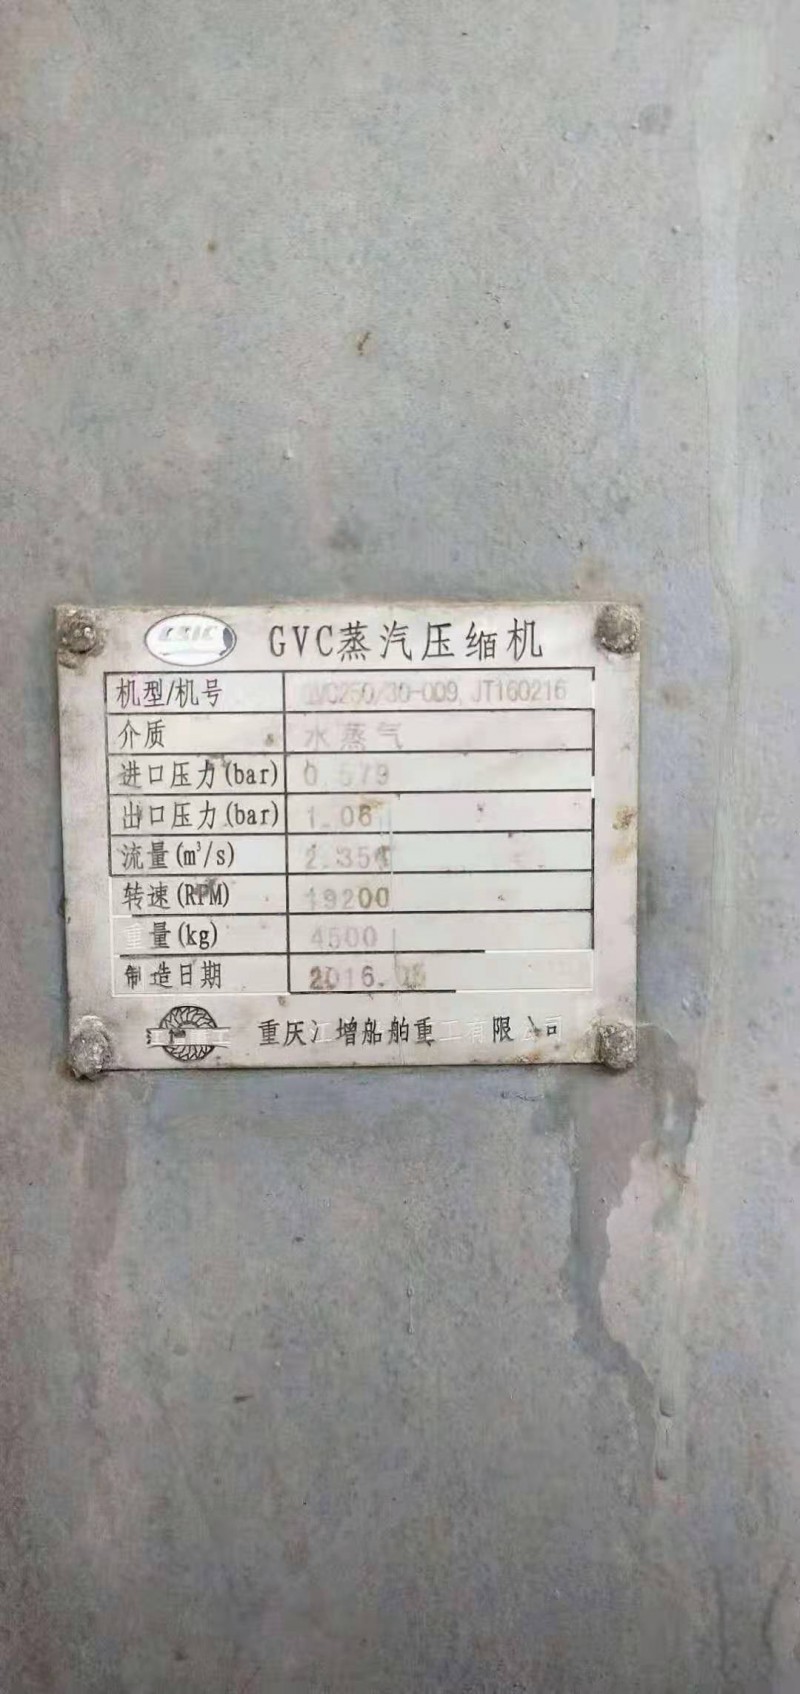 CSIC GVC蒸汽压缩机
机型/机号 GVC250/30-009, JT160216
介质 水蒸气
进口压力(bar) 0.579
出口压力(bar) 1.06
流量(m³/s) 2.354
转速(RPM) 19200
重量(kg) 4500
制造日期 2016.
重庆江增船舶重工有限公司